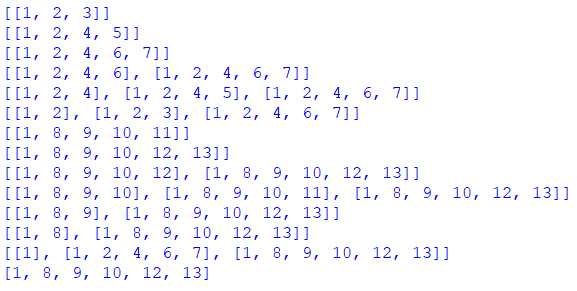 [[1, 2, 3]]
[[1, 2, 4, 5]]
[[1, 2, 4, 6, 7]]
[[1, 2, 4, 6], [1, 2, 4, 6, 7]]
[[1, 2, 4], [1, 2, 4, 5], [1, 2, 4, 6, 7]]
[[1, 2], [1, 2, 3], [1, 2, 4, 6, 7]]
[[1, 8, 9, 10, 11]]
[[1, 8, 9, 10, 12, 13]]
[[1, 8, 9, 10, 12], [1, 8, 9, 10, 12, 13]]
[[1, 8, 9, 10], [1, 8, 9, 10, 11], [1, 8, 9, 10, 12, 13]]
[[1, 8, 9], [1, 8, 9, 10, 12, 13]]
[[1, 8], [1, 8, 9, 10, 12, 13]]
[[1], [1, 2, 4, 6, 7], [1, 8, 9, 10, 12, 13]]
[1, 8, 9, 10, 12, 13]